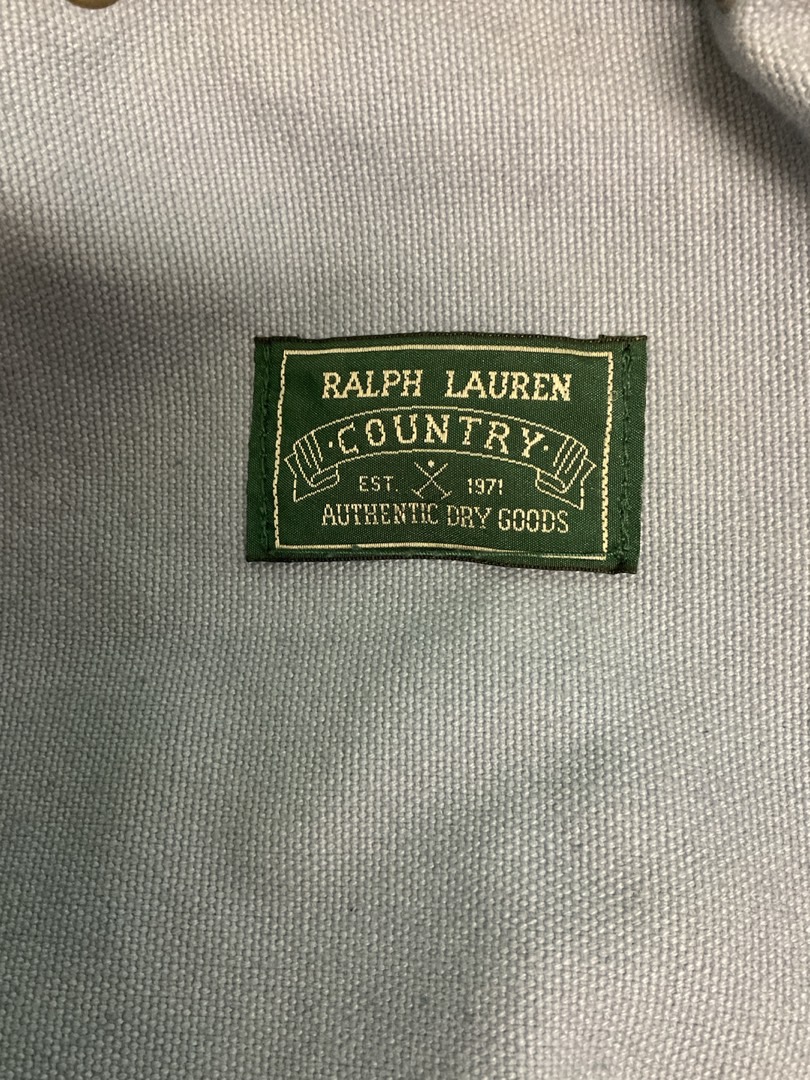 RALPH LAUREN
·COUNTRY·
EST. 1971
AUTHENTIC DRY GOODS